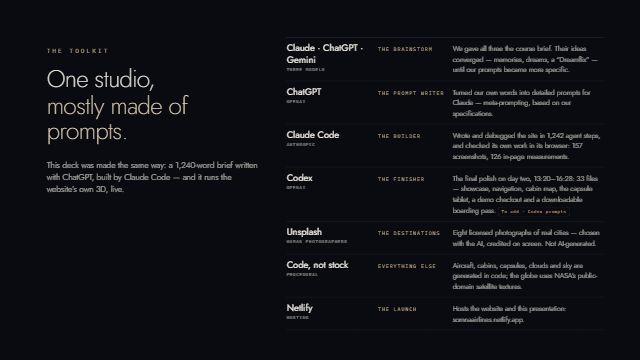 THE TOOLKIT
One studio,
mostly made of
prompts.
This deck was made the same way: a 1,240-word brief written
with ChatGPT, built by Claude Code — and it runs the
website's own 3D, live.
Claude · ChatGPT ·
Gemini
THREE MODELS
THE BRAINSTORM
We gave all three the course brief. Their ideas
converged — memories, dreams, a "Dreamflix" —
until our prompts became more specific.
ChatGPT
OPENAI
THE PROMPT WRITER
Turned our own words into detailed prompts for
Claude — meta-prompting, based on our
specifications.
Claude Code
ANTHROPIC
THE BUILDER
Wrote and debugged the site in 1,242 agent steps,
and checked its own work in its browser: 157
screenshots, 126 in-page measurements.
Codex
OPENAI
THE FINISHER
The final polish on day two, 13:20–16:28: 33 files
— showcase, navigation, cabin map, the capsule
tablet, a demo checkout and a downloadable
boarding pass. To add · Codex prompts
Unsplash
HUMAN PHOTOGRAPHERS
THE DESTINATIONS
Eight licensed photographs of real cities — chosen
with the AI, credited on screen. Not AI-generated.
Code, not stock
PROCEDURAL
EVERYTHING ELSE
Aircraft, cabins, capsules, clouds and sky are
generated in code; the globe uses NASA's public-
domain satellite textures.
Netlify
HOSTING
THE LAUNCH
Hosts the website and this presentation:
somnaairlines.netlify.app.